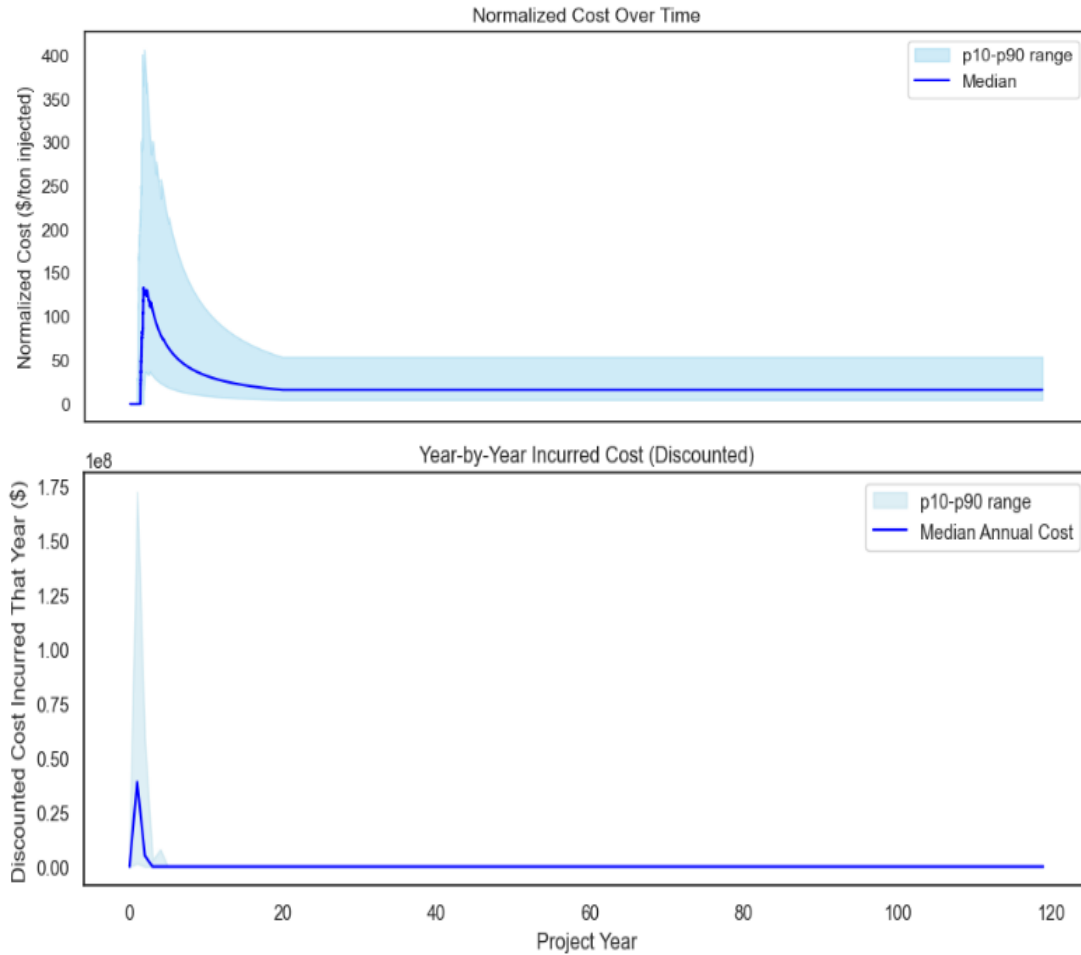 Normalized Cost Over Time
Normalized Cost ($/ton injected)
400
350
300
250
200
150
100
50
0
p10-p90 range
Median
Year-by-Year Incurred Cost (Discounted)
1e8
Discounted Cost Incurred That Year ($)
1.75
1.50
1.25
1.00
0.75
0.50
0.25
0.00
p10-p90 range
Median Annual Cost
0 20 40 60 80 100 120
Project Year